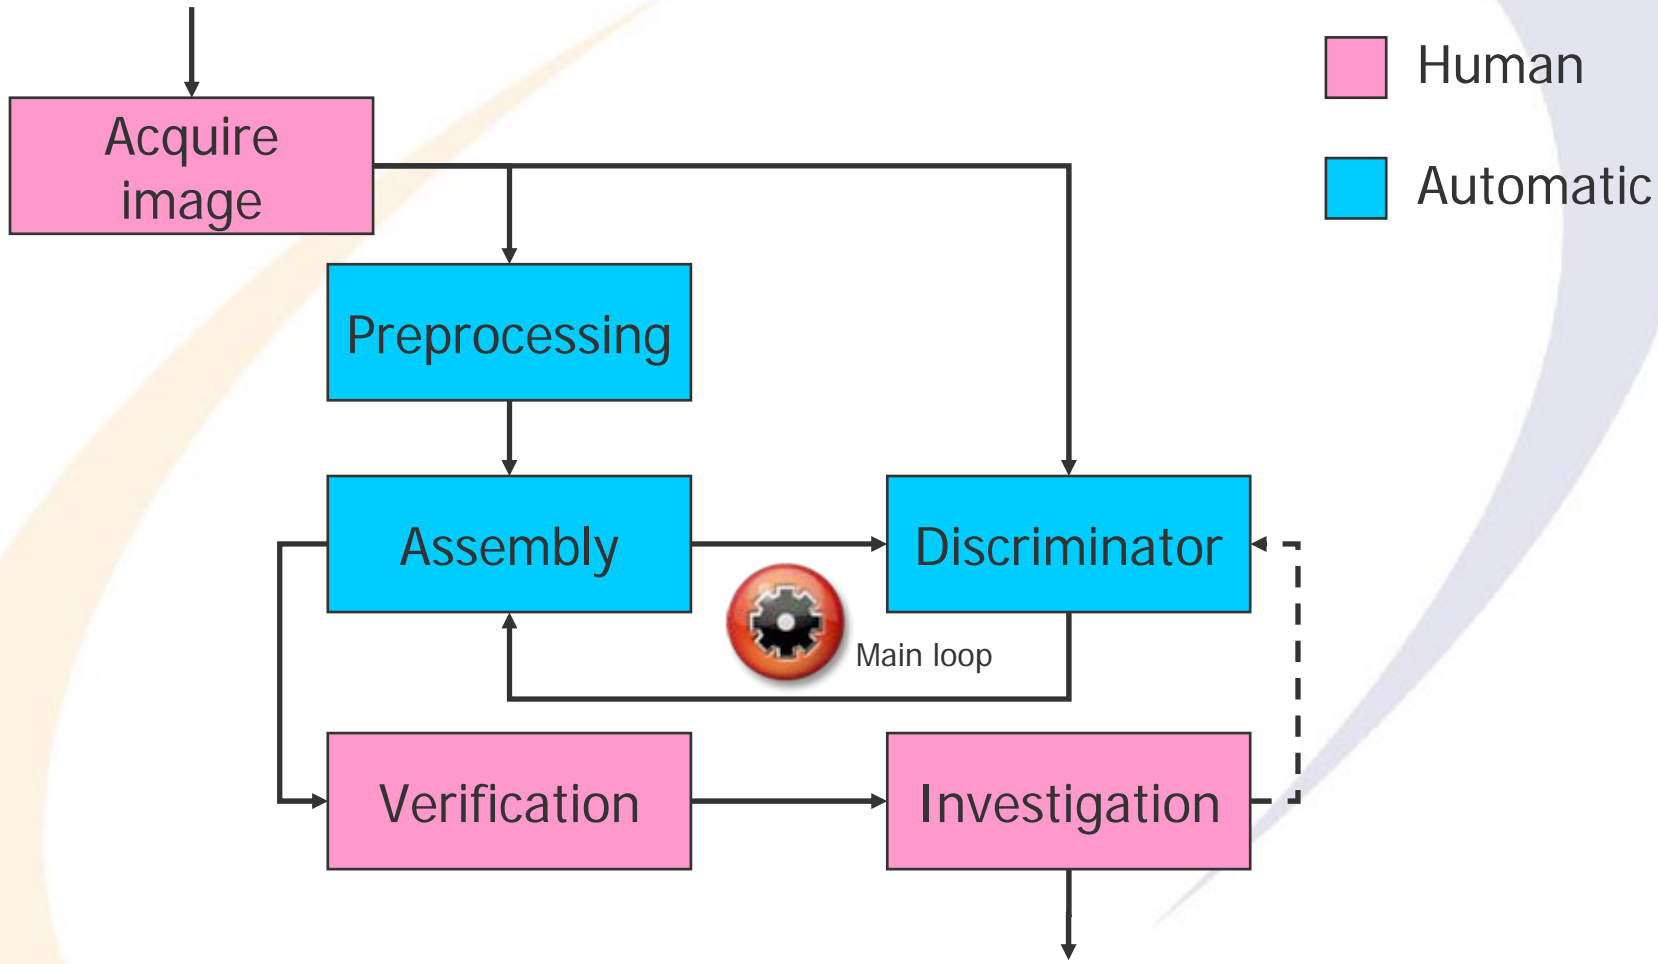 Human
Acquire
image
Automatic
Preprocessing
Assembly
Discriminator
Main loop
Verification
Investigation